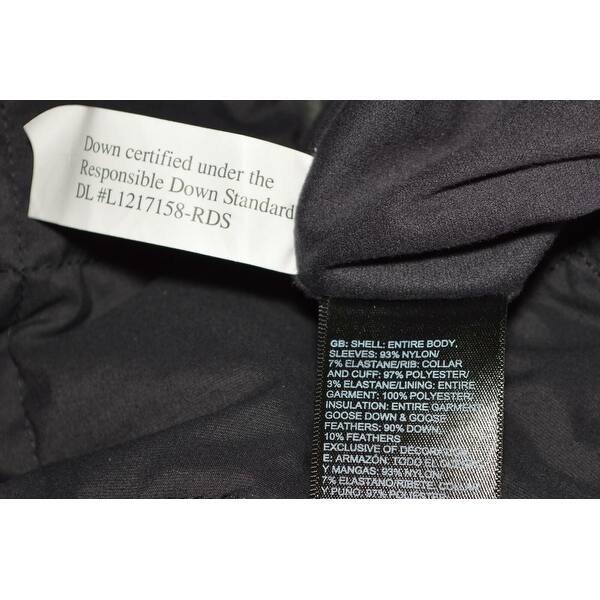 Down certified under the
Responsible Down Standard
DL #L1217158-RDS
GB: SHELL: ENTIRE BODY,
SLEEVES: 93% NYLON/
7% ELASTANE/RIB: COLLAR
AND CUFF: 97% POLYESTER/
3% ELASTANE/LINING: ENTIRE
GARMENT: 100% POLYESTER/
INSULATION: ENTIRE GARMENT
GOOSE DOWN & GOOSE
FEATHERS: 90% DOWN,
10% FEATHERS
EXCLUSIVE OF DECORATION
E: ARMAZÓN: TODO EL
Y MANGAS: 93% NYLON
7% ELASTANO/RIBETE: COLLAR
Y PUÑO: 97% POLIESTER